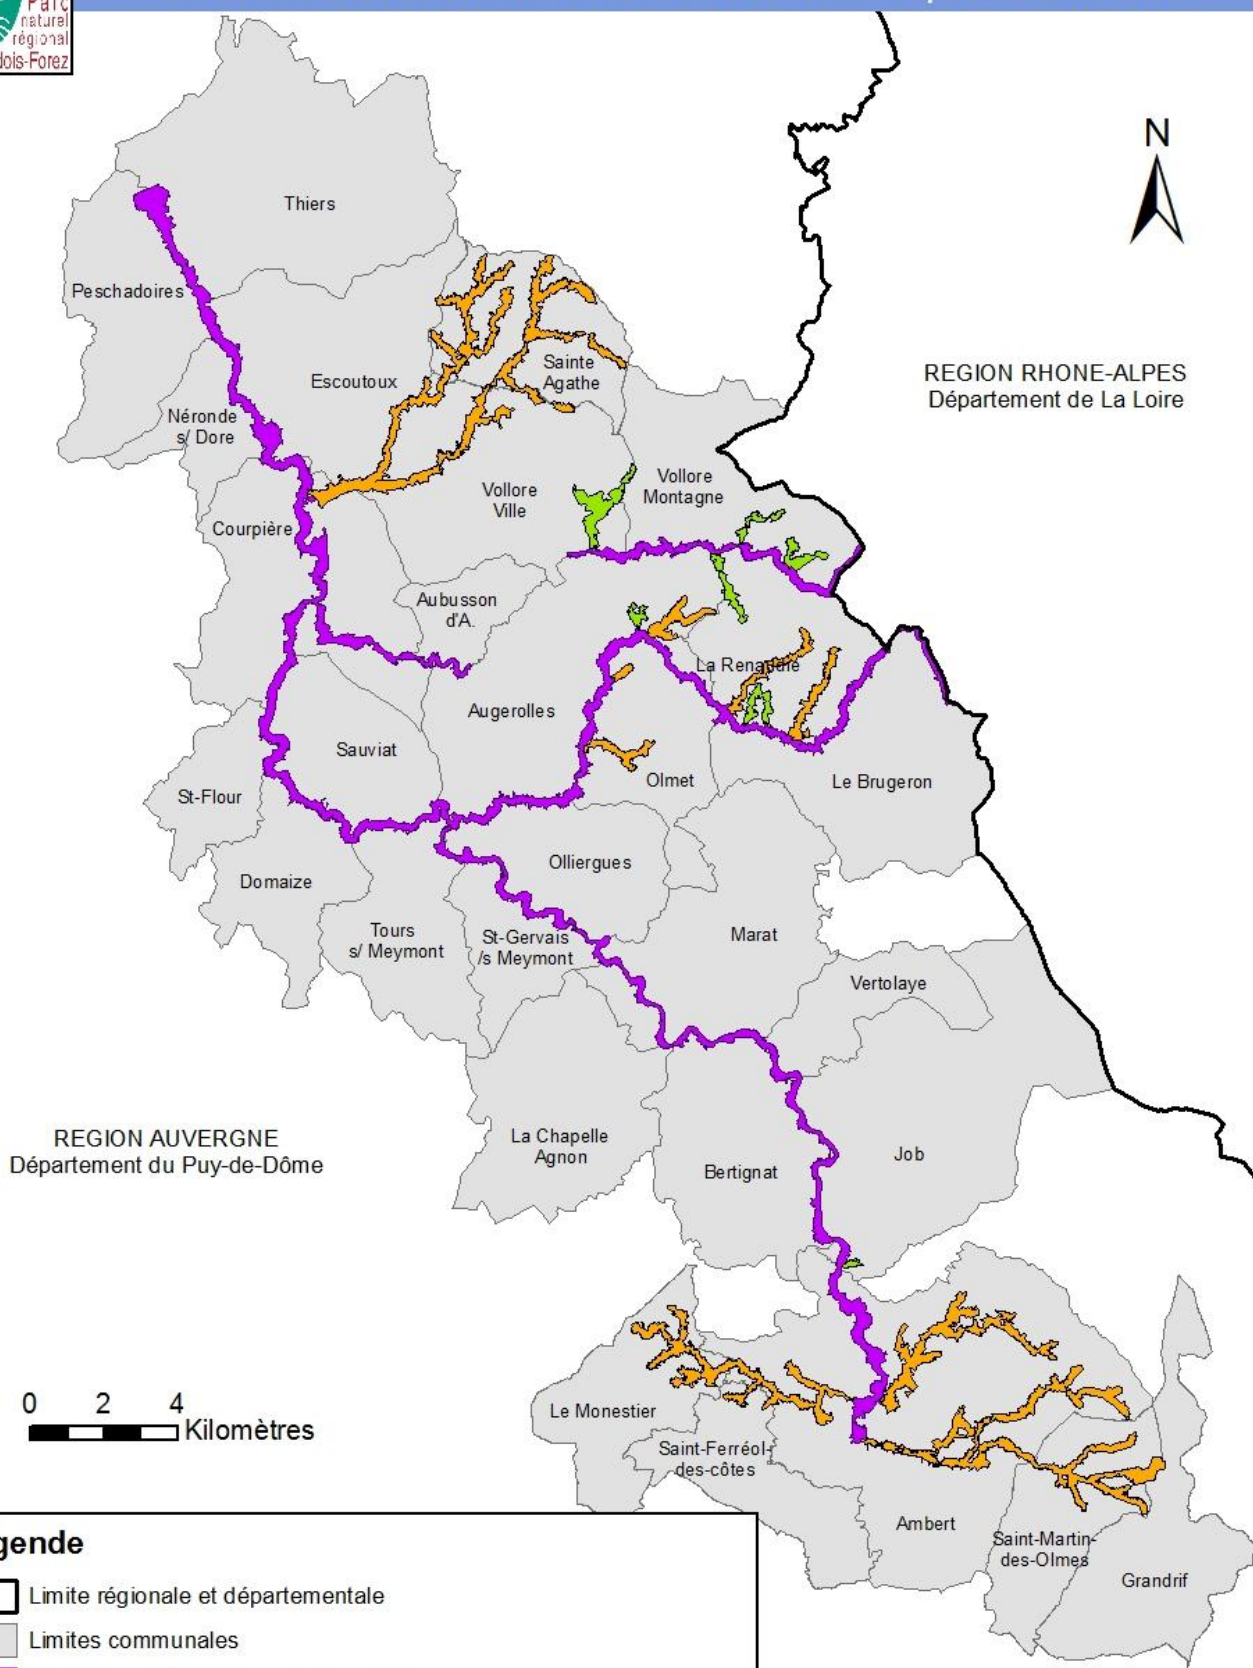 Parc
naturel
régional
dois-Forez
N
Thiers
Peschadoires
REGION RHONE-ALPES
Département de La Loire
Sainte
Agathe
Escoutoux
Néronde
s/ Dore
Vollore
Montagne
Vollore
Ville
Courpière
Aubusson
d'A.
La Renaudie
Augerolles
Sauviat
Olmet
Le Brugeron
St-Flour
Olliergues
Domaize
Tours
s/ Meymont
St-Gervais
/s Meymont
Marat
Vertolaye
REGION AUVERGNE
Département du Puy-de-Dôme
La Chapelle
Agnon
Bertignat
Job
0 2 4
Kilomètres
Le Monestier
Saint-Ferréol-
des-côtes
Ambert
Saint-Martin-
des-Olmes
Grandrif
gende
Limite régionale et départementale
Limites communales